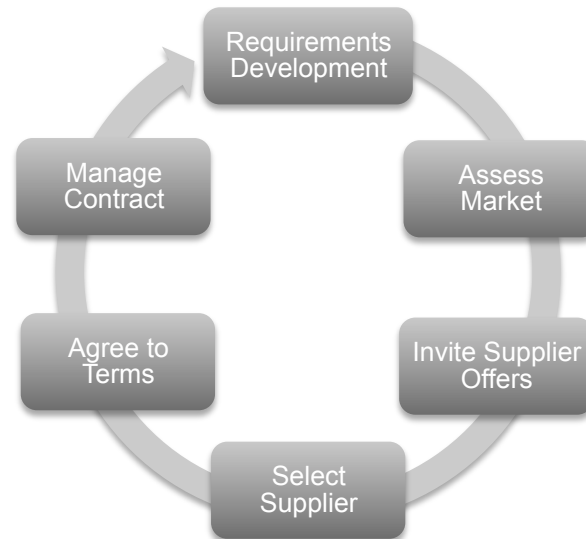 Requirements
Development
Assess
Market
Invite Supplier
Offers
Select
Supplier
Agree to
Terms
Manage
Contract